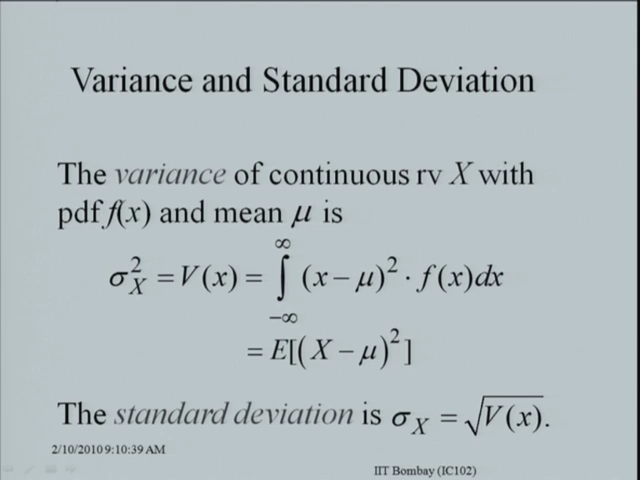 Variance and Standard Deviation
The variance of continuous rv X with
pdf f(x) and mean μ is
σ²_X = V(x) = ∫_{−∞}^{∞} (x − μ)² · f(x)dx
= E[(X − μ)²]
The standard deviation is σ_X = √V(x).
2/10/2010 9:10:39 AM
IIT Bombay (IC102)